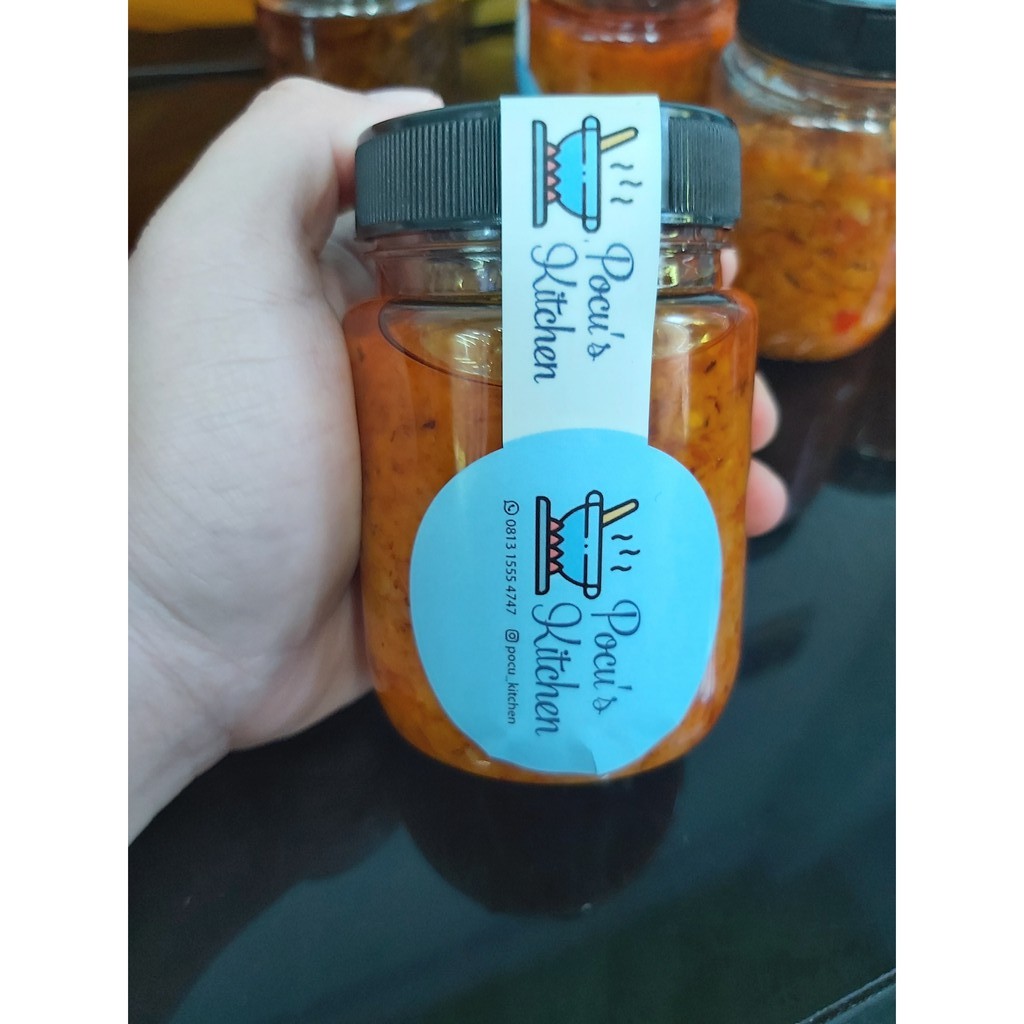 Pocu's
Kitchen
Pocu's
Kitchen
0813 1555 4747 pocu_kitchen